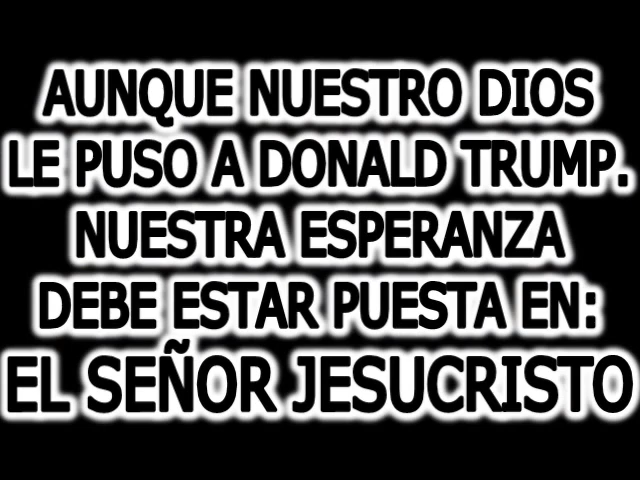 AUNQUE NUESTRO DIOS
LE PUSO A DONALD TRUMP.
NUESTRA ESPERANZA
DEBE ESTAR PUESTA EN:
EL SEÑOR JESUCRISTO